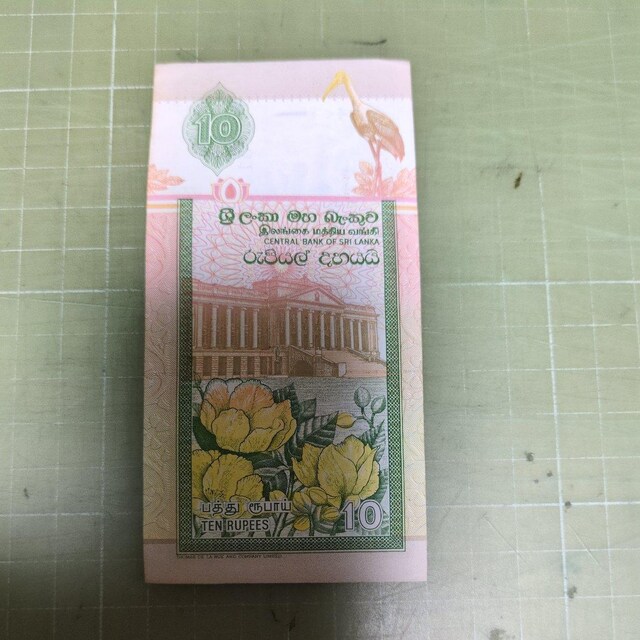 10
ශ්‍රී ලංකා මහ බැංකුව
இலங்கை மத்திய வங்கி
CENTRAL BANK OF SRI LANKA
රුපියල් දහයයි
பத்து ரூபாய்
TEN RUPEES
10